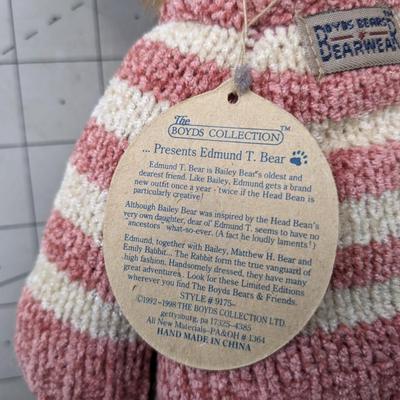 BOYDS BEARS™
BEARWEAR
The
BOYDS COLLECTION™
... Presents Edmund T. Bear
Edmund T. Bear is Bailey Bear's oldest and
dearest friend. Like Bailey, Edmund gets a brand
new outfit once a year - twice if the Head Bean is
particularly creative!
Although Bailey Bear was inspired by the Head Bean's
very own daughter, dear ol' Edmund T. seems to have no
ancestors what-so-ever. (A fact he loudly laments!)
Edmund, together with Bailey, Matthew H. Bear and
Emily Babbit... The Rabbit form the true vanguard of
high fashion. Handsomely dressed, they have many
great adventures. Look for these Limited Editions
wherever you find The Boyds Bears & Friends.
STYLE # 9175-
©1992-1998 THE BOYDS COLLECTION LTD.
gettysburg, pa 17325-4385
All New Materials-PA&OH # 1364
HAND MADE IN CHINA